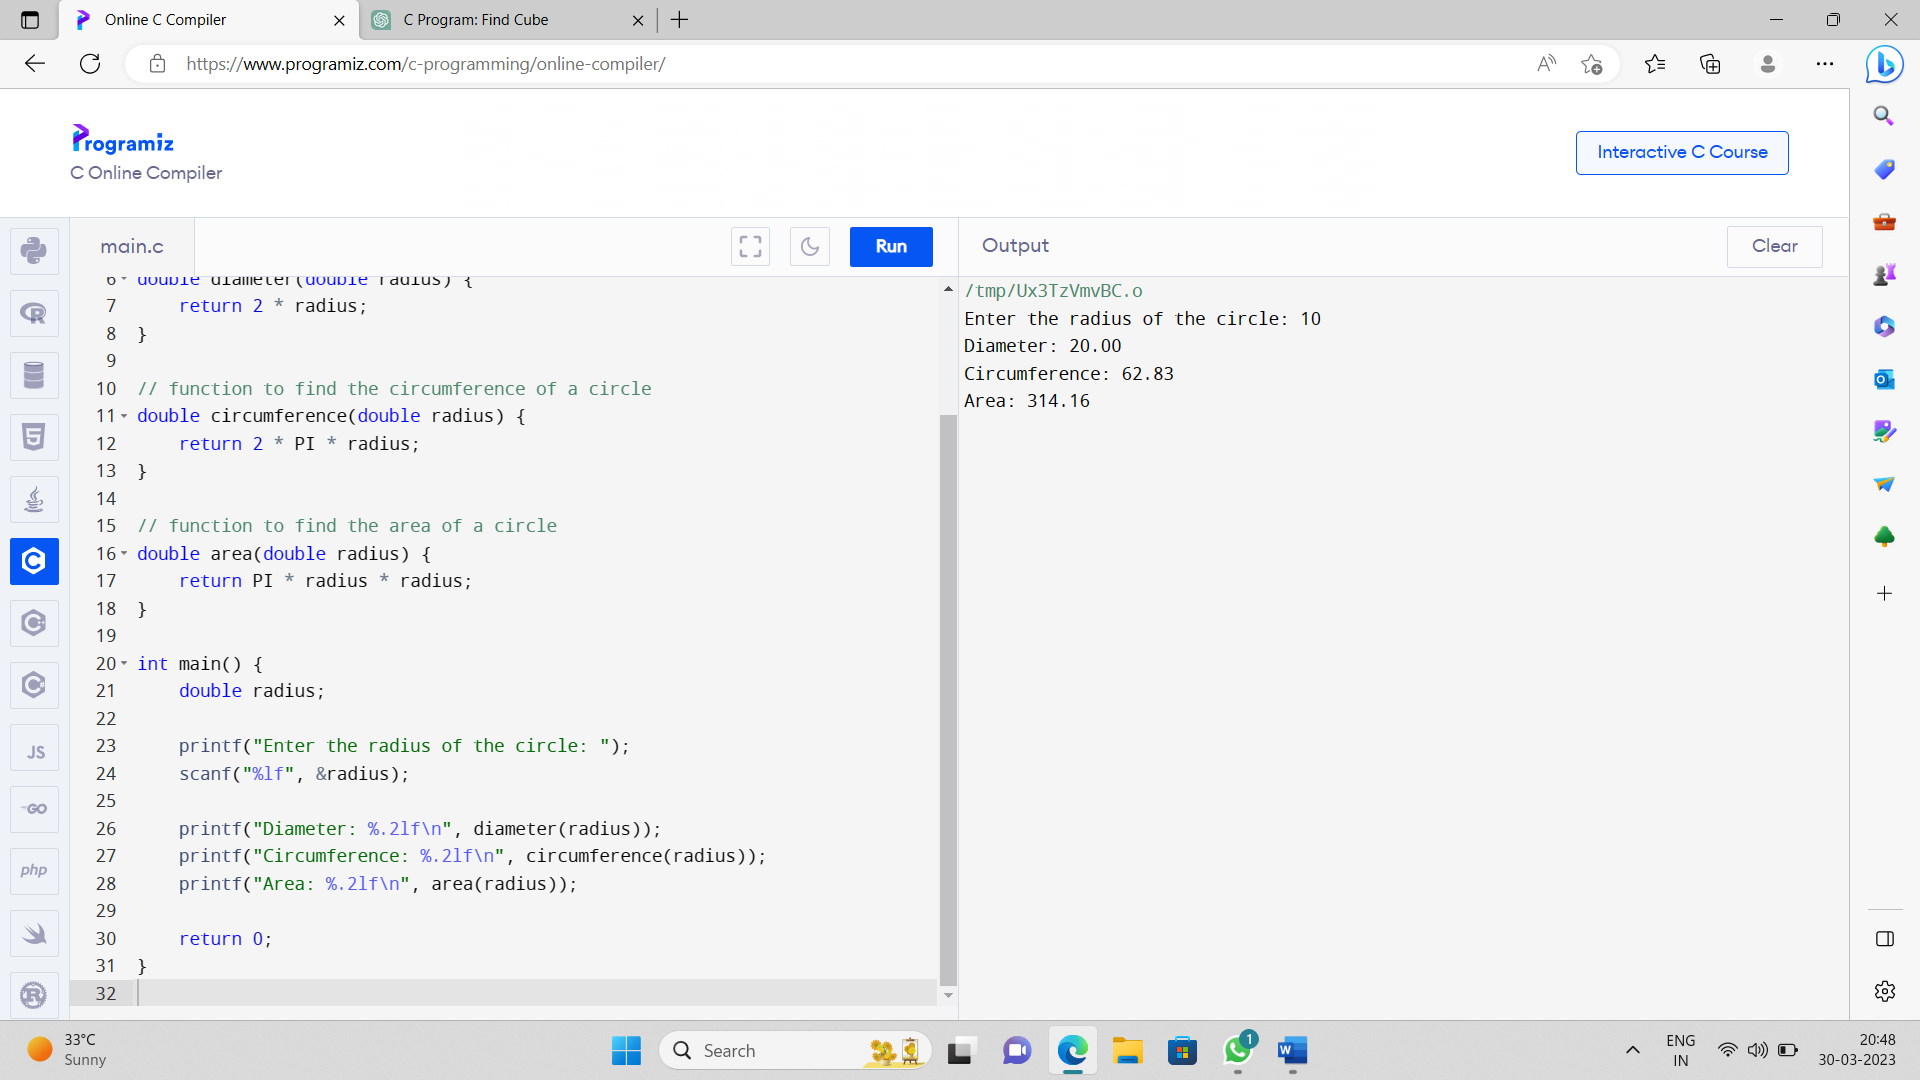 Online C Compiler
C Program: Find Cube
https://www.programiz.com/c-programming/online-compiler/
Programiz
C Online Compiler
Interactive C Course
main.c
Run
Output
Clear
6 double diameter(double radius) {
7 return 2 * radius;
8 }
9
10 // function to find the circumference of a circle
11 double circumference(double radius) {
12 return 2 * PI * radius;
13 }
14
15 // function to find the area of a circle
16 double area(double radius) {
17 return PI * radius * radius;
18 }
19
20 int main() {
21 double radius;
22
23 printf("Enter the radius of the circle: ");
24 scanf("%lf", &radius);
25
26 printf("Diameter: %.2lf\n", diameter(radius));
27 printf("Circumference: %.2lf\n", circumference(radius));
28 printf("Area: %.2lf\n", area(radius));
29
30 return 0;
31 }
32
/tmp/Ux3TzVmvBC.o
Enter the radius of the circle: 10
Diameter: 20.00
Circumference: 62.83
Area: 314.16
JS
GO
php
33°C
Sunny
Search
1
ENG
IN
20:48
30-03-2023